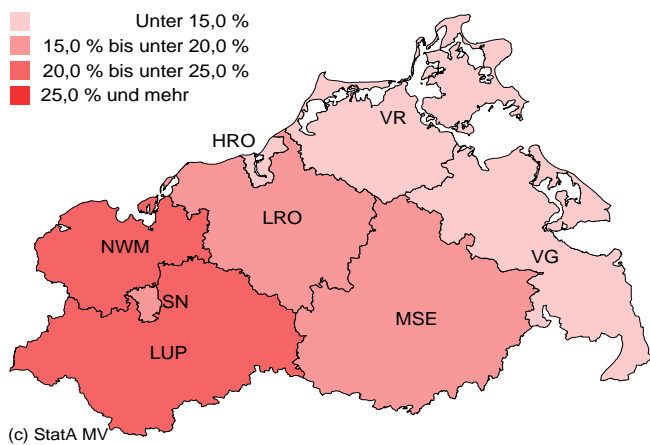 Unter 15,0 %
15,0 % bis unter 20,0 %
20,0 % bis unter 25,0 %
25,0 % und mehr
VR
HRO
LRO
NWM
VG
SN
MSE
LUP
(c) StatA MV